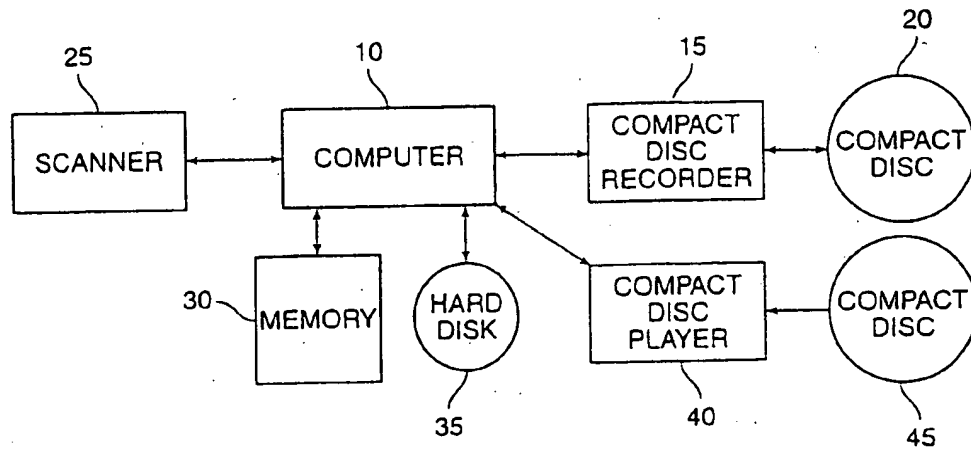 25
10
15
20
SCANNER
COMPUTER
COMPACT
DISC
RECORDER
COMPACT
DISC
30
MEMORY
HARD
DISK
COMPACT
DISC
PLAYER
COMPACT
DISC
35
40
45